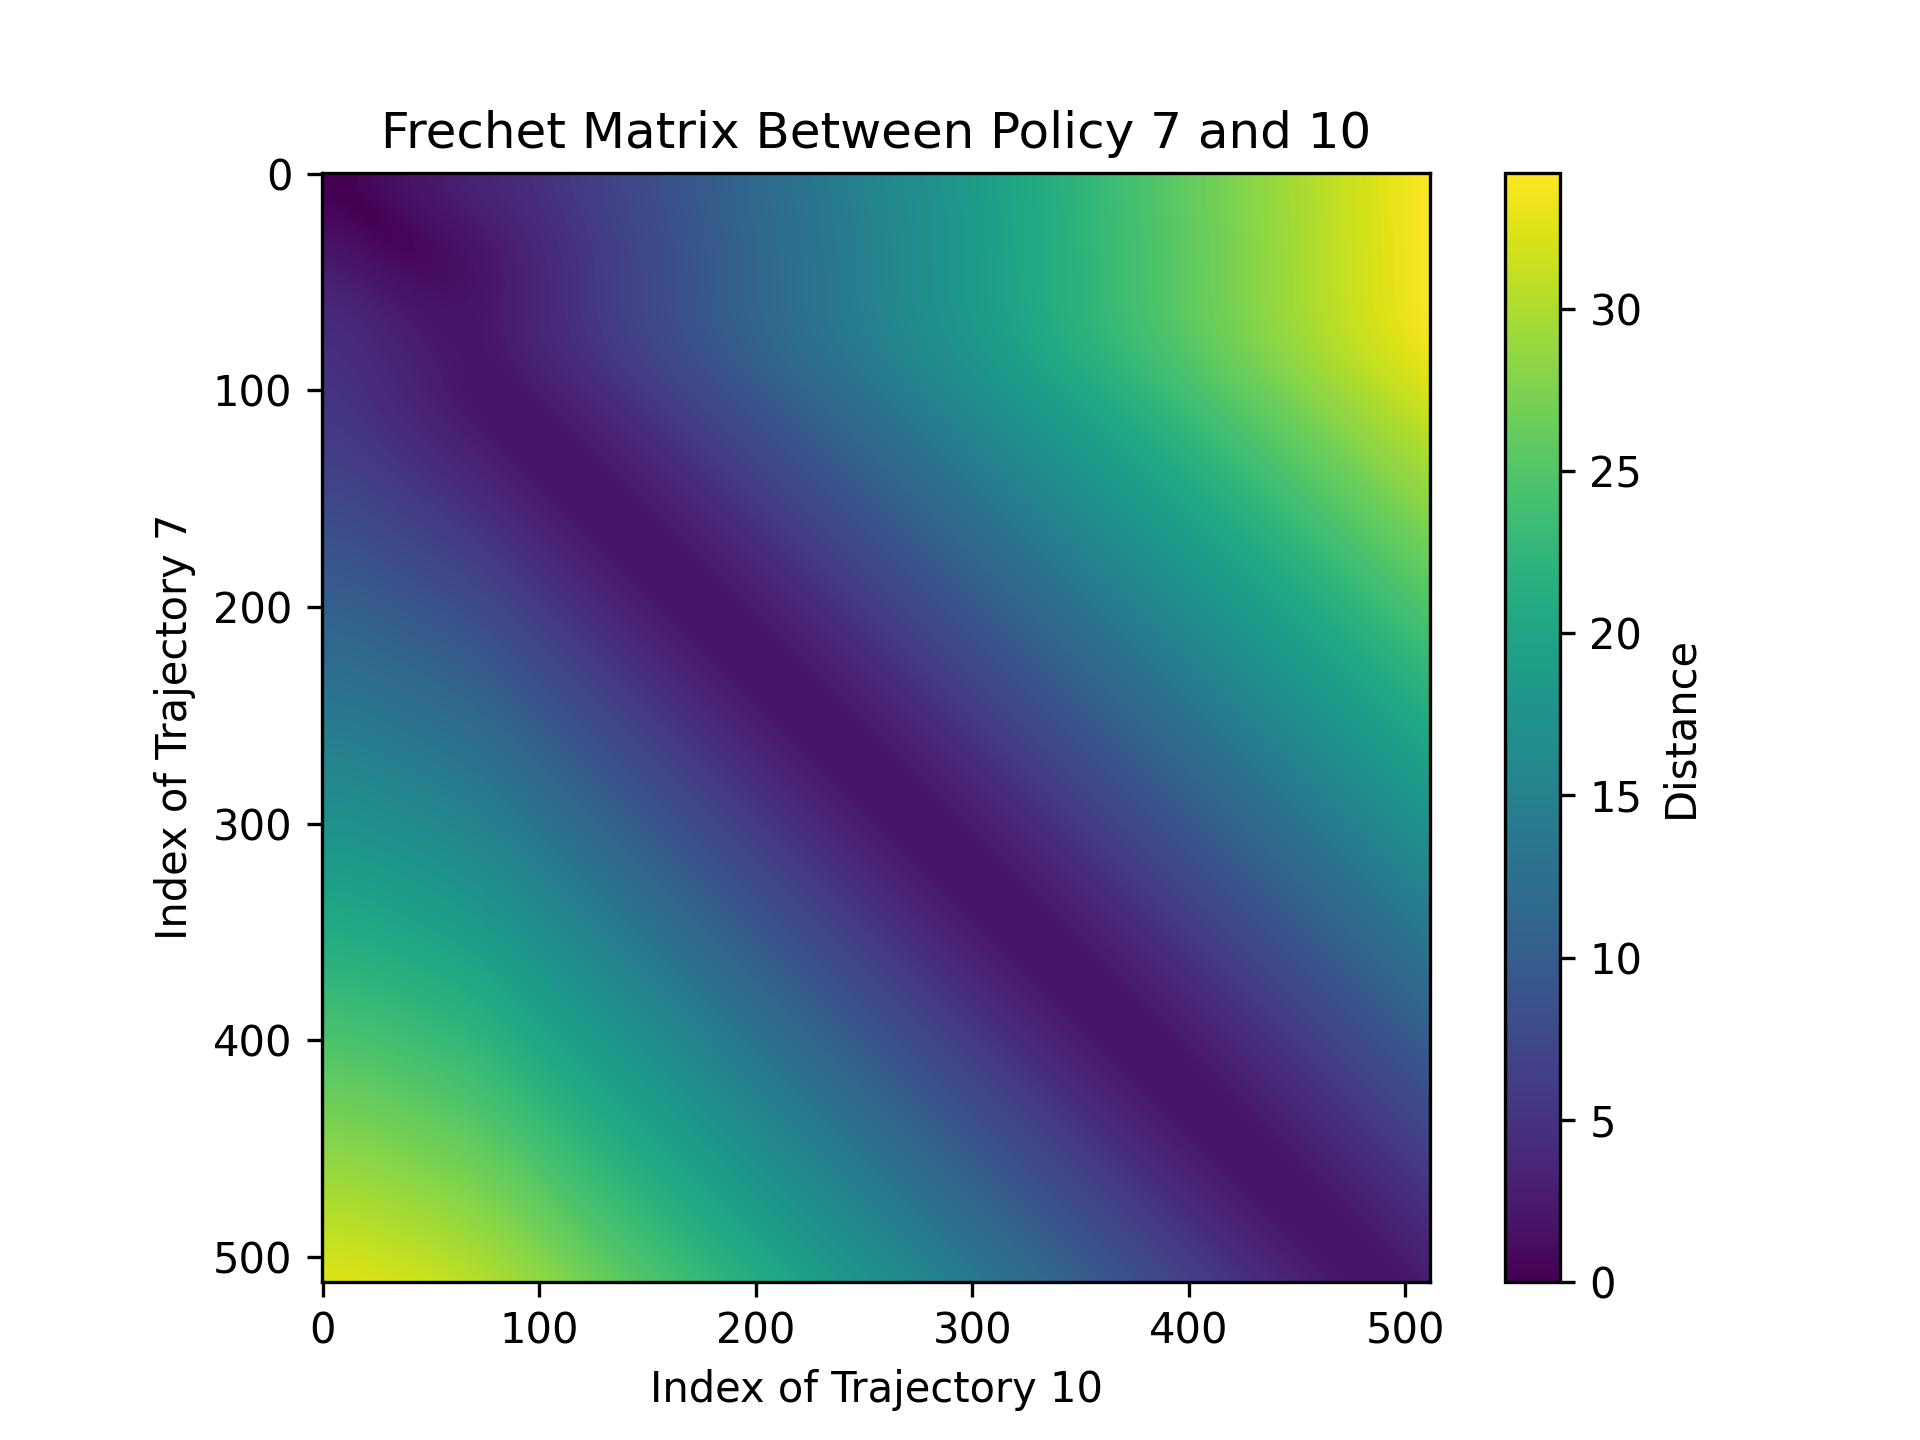 Frechet Matrix Between Policy 7 and 10
0
100
200
300
400
500
Index of Trajectory 7
0 100 200 300 400 500
Index of Trajectory 10
30
25
20
15
10
5
0
Distance